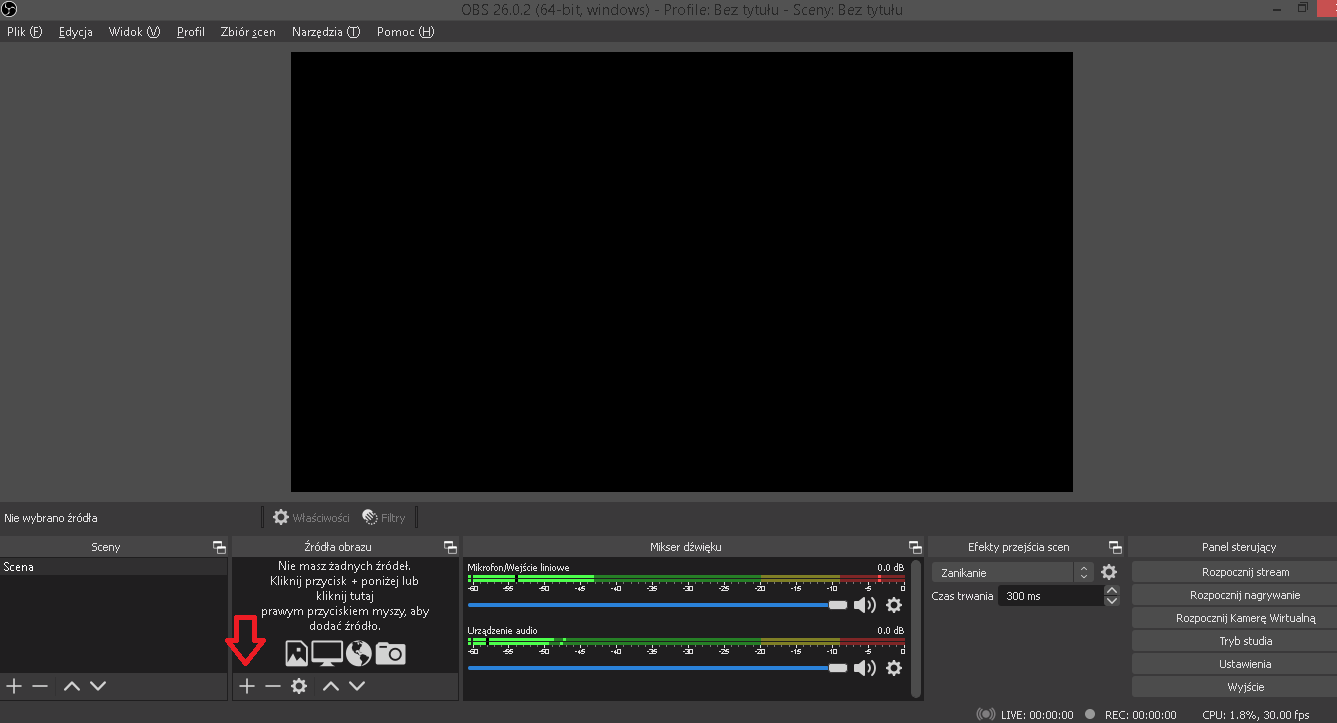 OBS 26.0.2 (64-bit, windows) - Profile: Bez tytułu - Sceny: Bez tytułu
Plik (F) Edycja Widok (V) Profil Zbiór scen Narzędzia (T) Pomoc (H)
Nie wybrano źródła Właściwości Filtry
Sceny
Scena
Źródła obrazu
Nie masz żadnych źródeł.
Kliknij przycisk + poniżej lub
kliknij tutaj
prawym przyciskiem myszy, aby
dodać źródło.
Mikser dźwięku
Mikrofon/Wejście liniowe 0.0 dB
-60 -55 -50 -45 -40 -35 -30 -25 -20 -15 -10 -5 0
Urządzenie audio 0.0 dB
-60 -55 -50 -45 -40 -35 -30 -25 -20 -15 -10 -5 0
Efekty przejścia scen
Zanikanie
Czas trwania 300 ms
Panel sterujący
Rozpocznij stream
Rozpocznij nagrywanie
Rozpocznij Kamerę Wirtualną
Tryb studia
Ustawienia
Wyjście
LIVE: 00:00:00 REC: 00:00:00 CPU: 1.8%, 30.00 fps